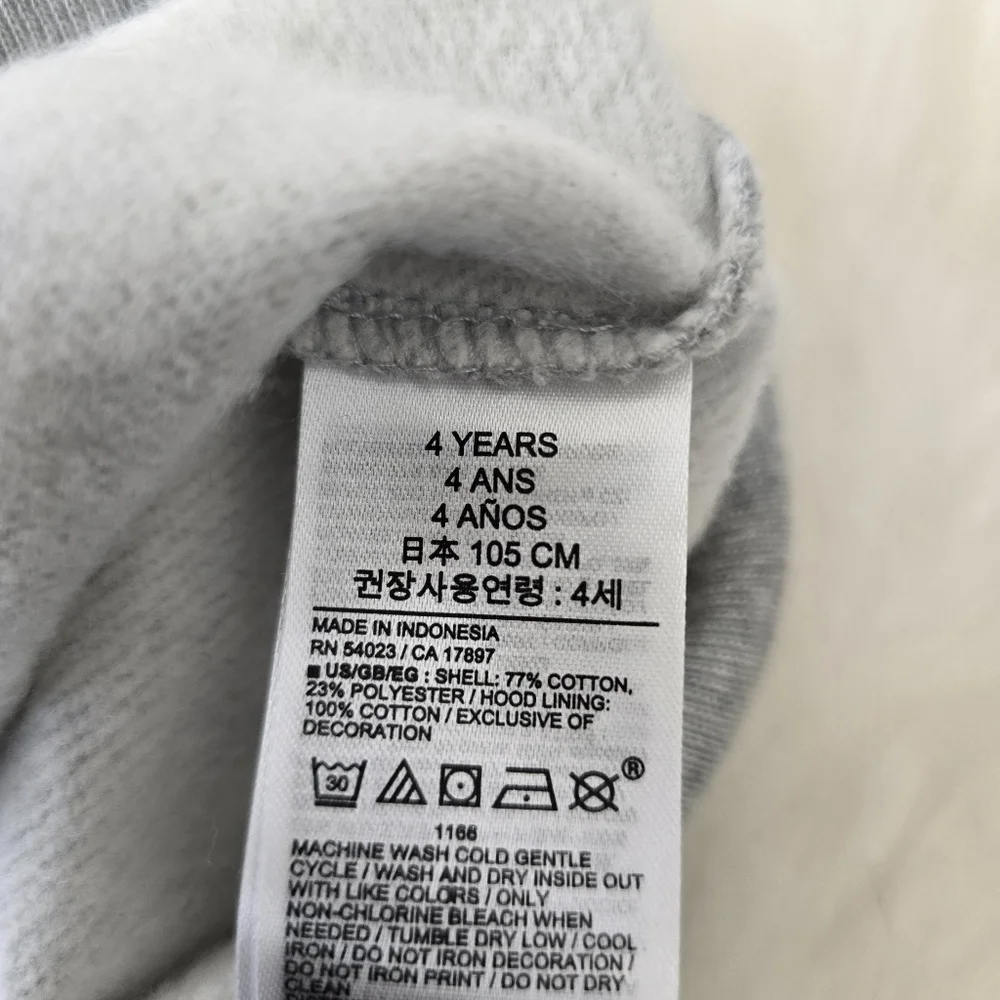 4 YEARS
4 ANS
4 AÑOS
日本 105 CM
권장사용연령 : 4세
MADE IN INDONESIA
RN 54023 / CA 17897
■ US/GB/EG : SHELL: 77% COTTON,
23% POLYESTER / HOOD LINING:
100% COTTON / EXCLUSIVE OF
DECORATION
30
®
1166
MACHINE WASH COLD GENTLE
CYCLE / WASH AND DRY INSIDE OUT
WITH LIKE COLORS / ONLY
NON-CHLORINE BLEACH WHEN
NEEDED / TUMBLE DRY LOW / COOL
IRON / DO NOT IRON DECORATION /
DO NOT IRON PRINT / DO NOT DRY
CLEAN